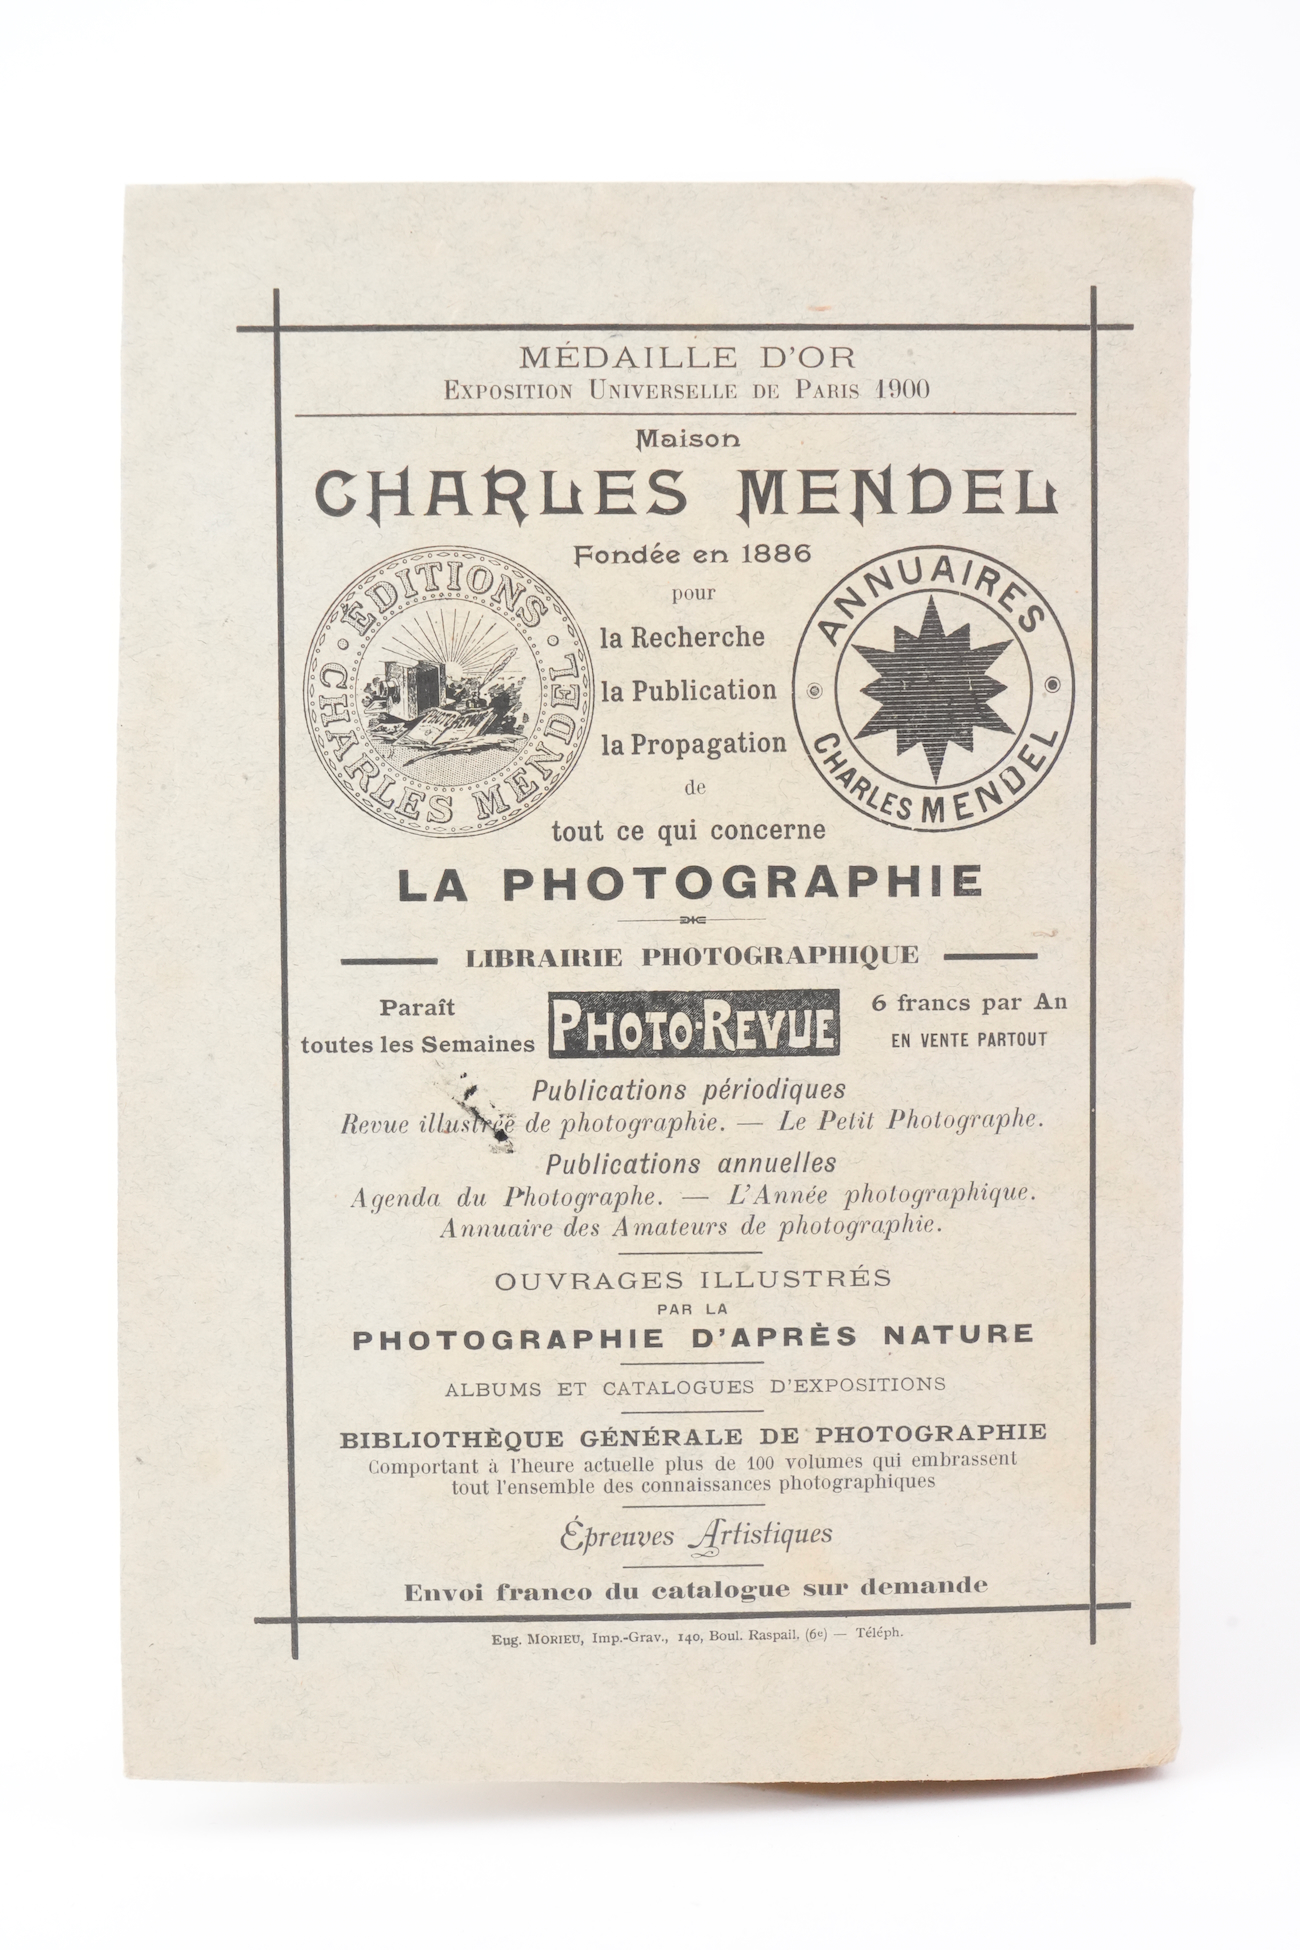 MÉDAILLE D'OR
EXPOSITION UNIVERSELLE DE PARIS 1900
Maison
CHARLES MENDEL
Fondée en 1886
EDITIONS
CHARLES MENDEL
ANNUAIRES
CHARLES MENDEL
pour
la Recherche
la Publication
la Propagation
de
tout ce qui concerne
LA PHOTOGRAPHIE
LIBRAIRIE PHOTOGRAPHIQUE
Paraît
toutes les Semaines
PHOTO-REVUE
6 francs par An
EN VENTE PARTOUT
Publications périodiques
Revue illustrée de photographie. — Le Petit Photographe.
Publications annuelles
Agenda du Photographe. — L'Année photographique.
Annuaire des Amateurs de photographie.
OUVRAGES ILLUSTRÉS
PAR LA
PHOTOGRAPHIE D'APRÈS NATURE
ALBUMS ET CATALOGUES D'EXPOSITIONS
BIBLIOTHÈQUE GÉNÉRALE DE PHOTOGRAPHIE
Comportant à l'heure actuelle plus de 100 volumes qui embrassent
tout l'ensemble des connaissances photographiques
Épreuves Artistiques
Envoi franco du catalogue sur demande
Eug. MORIEU, Imp.-Grav., 140, Boul. Raspail, (6e) — Téléph.